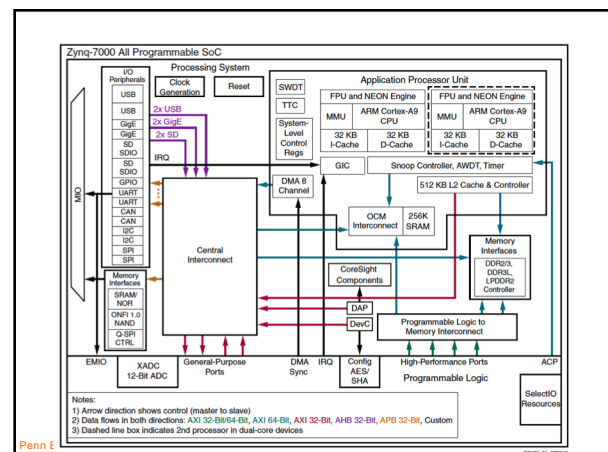 Zynq-7000 All Programmable SoC
Processing System
I/O
Peripherals
USB
USB
GigE
GigE
SD
SDIO
SD
SDIO
GPIO
UART
UART
CAN
CAN
I2C
I2C
SPI
SPI
Memory
Interfaces
SRAM/
NOR
ONFI 1.0
NAND
Q-SPI
CTRL
MIO
Clock
Generation
Reset
2x USB
2x GigE
2x SD
IRQ
Central
Interconnect
Application Processor Unit
SWDT
TTC
System-
Level
Control
Regs
FPU and NEON Engine
MMU
ARM Cortex-A9
CPU
32 KB
I-Cache
32 KB
D-Cache
FPU and NEON Engine
MMU
ARM Cortex-A9
CPU
32 KB
I-Cache
32 KB
D-Cache
GIC
Snoop Controller, AWDT, Timer
DMA 8
Channel
512 KB L2 Cache & Controller
OCM
Interconnect
256K
SRAM
Memory
Interfaces
DDR2/3,
DDR3L,
LPDDR2
Controller
CoreSight
Components
DAP
DevC
Programmable Logic to
Memory Interconnect
EMIO
XADC
12-Bit ADC
General-Purpose
Ports
DMA
Sync
IRQ
Config
AES/
SHA
High-Performance Ports
ACP
Programmable Logic
SelectIO
Resources
Notes:
1) Arrow direction shows control (master to slave)
2) Data flows in both directions: AXI 32-Bit/64-Bit, AXI 64-Bit, AXI 32-Bit, AHB 32-Bit, APB 32-Bit, Custom
3) Dashed line box indicates 2nd processor in dual-core devices
Penn